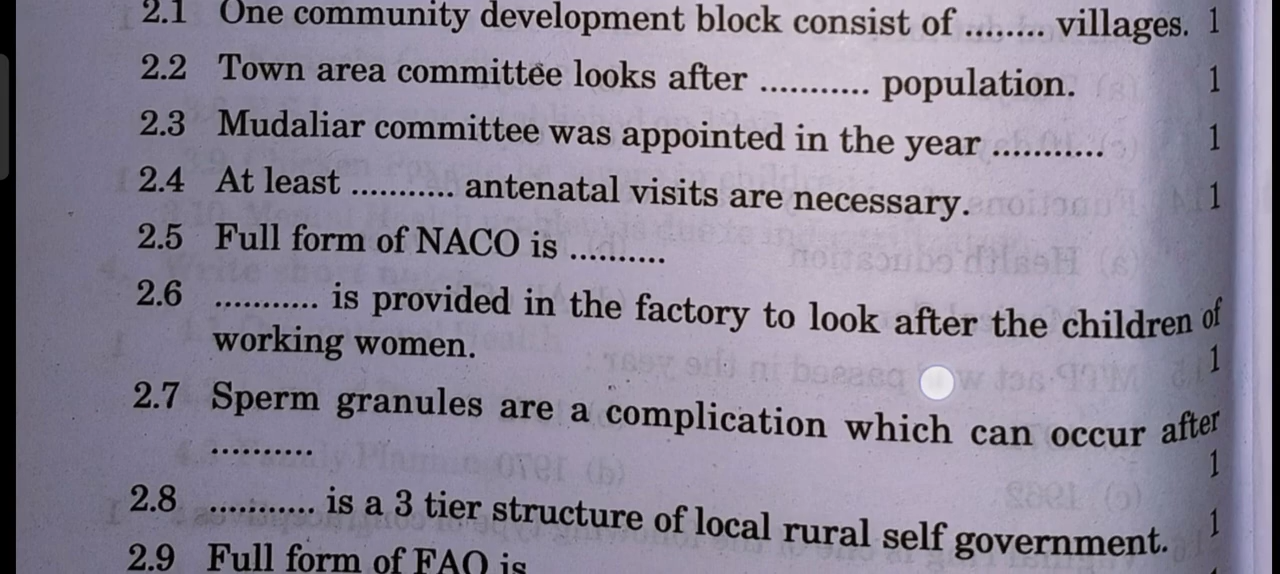 2.1 One community development block consist of ........ villages. 1
2.2 Town area committee looks after ........... population. 1
2.3 Mudaliar committee was appointed in the year ........... 1
2.4 At least ........... antenatal visits are necessary. 1
2.5 Full form of NACO is ..........
2.6 ........... is provided in the factory to look after the children of
working women. 1
2.7 Sperm granules are a complication which can occur after
.......... 1
2.8 ........... is a 3 tier structure of local rural self government. 1
2.9 Full form of FAO is